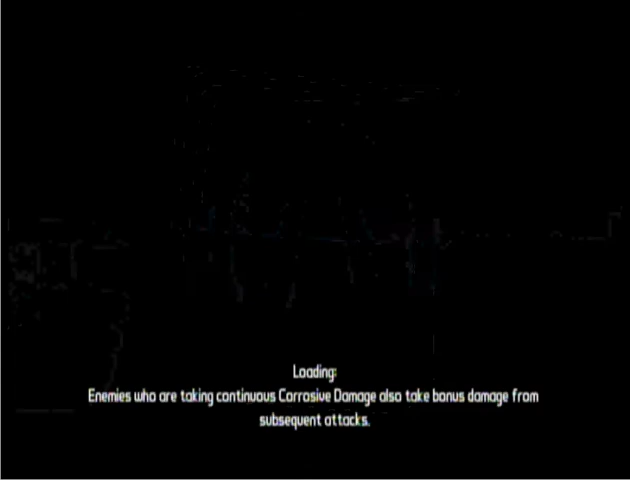 Loading:
Enemies who are taking continuous Corrosive Damage also take bonus damage from
subsequent attacks.